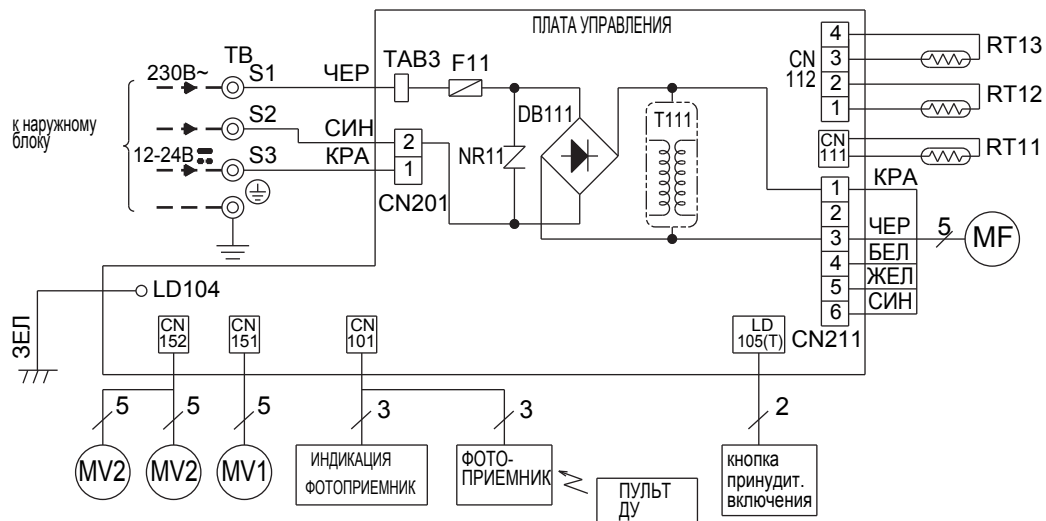 ПЛАТА УПРАВЛЕНИЯ
ТВ
230В~
S1
ЧЕР
ТАВ3
F11
S2
СИН
2
к наружному
блоку
12-24В
S3
КРА
1
CN201
NR11
DB111
T111
4
3
2
1
CN
112
RT13
RT12
CN
111
RT11
1
2
3
4
5
6
CN211
КРА
ЧЕР
БЕЛ
ЖЕЛ
СИН
5
MF
LD104
ЗЕЛ
CN
152
CN
151
CN
101
LD
105(T)
5
5
5
3
3
2
MV2
MV2
MV1
ИНДИКАЦИЯ
ФОТОПРИЕМНИК
ФОТО-
ПРИЕМНИК
ПУЛЬТ
ДУ
кнопка
принудит.
включения